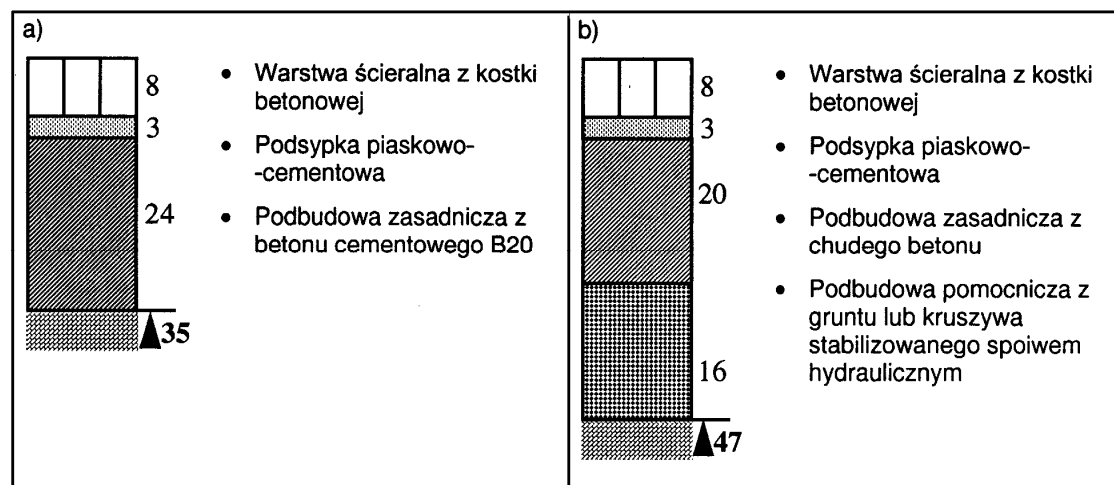 a)
8
3
24
35
• Warstwa ścieralna z kostki
betonowej
• Podsypka piaskowo-
-cementowa
• Podbudowa zasadnicza z
betonu cementowego B20
b)
8
3
20
16
47
• Warstwa ścieralna z kostki
betonowej
• Podsypka piaskowo-
-cementowa
• Podbudowa zasadnicza z
chudego betonu
• Podbudowa pomocnicza z
gruntu lub kruszywa
stabilizowanego spoiwem
hydraulicznym